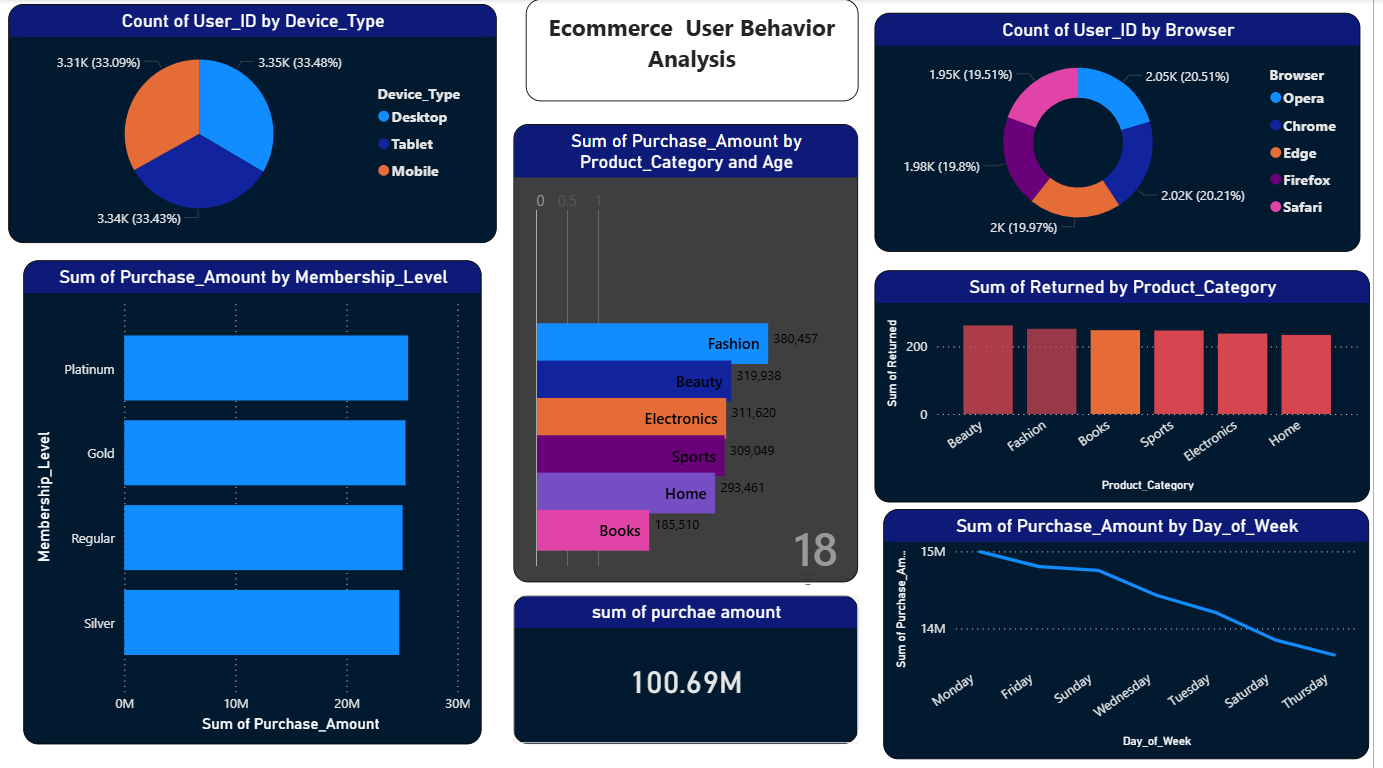 Count of User_ID by Device_Type
3.31K (33.09%)
3.35K (33.48%)
3.34K (33.43%)
Device_Type
Desktop
Tablet
Mobile
Ecommerce User Behavior
Analysis
Count of User_ID by Browser
1.95K (19.51%)
2.05K (20.51%)
1.98K (19.8%)
2.02K (20.21%)
2K (19.97%)
Browser
Opera
Chrome
Edge
Firefox
Safari
Sum of Purchase_Amount by Membership_Level
Membership_Level
Platinum
Gold
Regular
Silver
0M
10M
20M
30M
Sum of Purchase_Amount
Sum of Purchase_Amount by
Product_Category and Age
0
0.5
1
Fashion
380,457
Beauty
319,938
Electronics
311,620
Sports
309,049
Home
293,461
Books
185,510
18
sum of purchae amount
100.69M
Sum of Returned by Product_Category
Sum of Returned
200
0
Beauty
Fashion
Books
Sports
Electronics
Home
Product_Category
Sum of Purchase_Amount by Day_of_Week
Sum of Purchase_Am...
15M
14M
Monday
Friday
Sunday
Wednesday
Tuesday
Saturday
Thursday
Day_of_Week